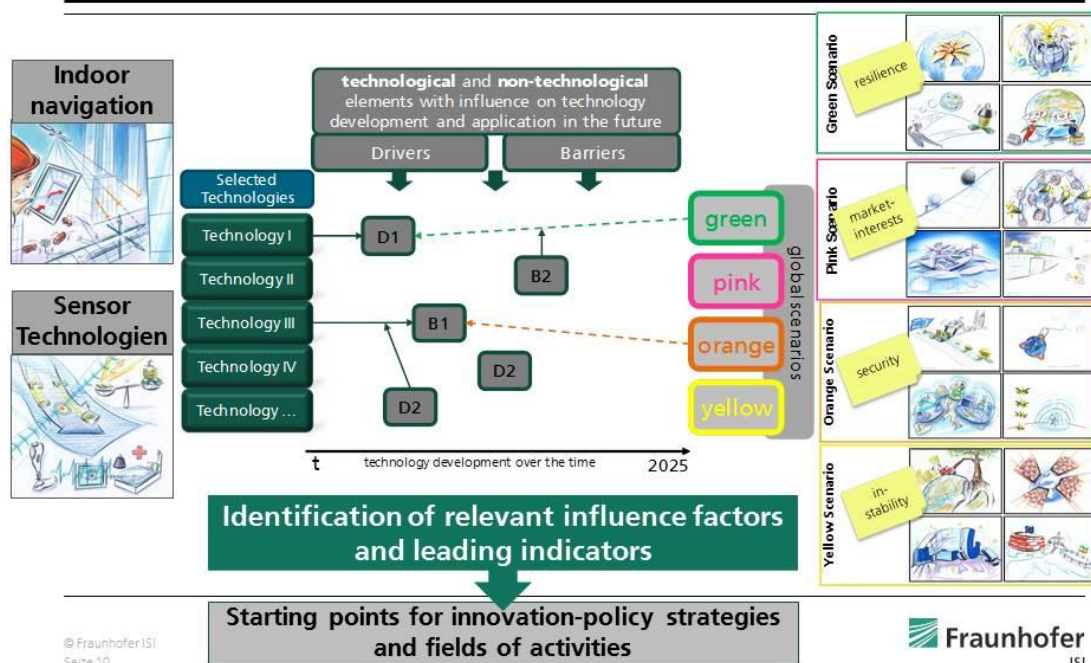 Indoor
navigation
Sensor
Technologien
technological and non-technological
elements with influence on technology
development and application in the future
Drivers
Barriers
Selected
Technologies
Technology I
Technology II
Technology III
Technology IV
Technology ...
D1
B2
B1
D2
D2
green
pink
orange
yellow
global scenarios
t
technology development over the time
2025
Identification of relevant influence factors
and leading indicators
Starting points for innovation-policy strategies
and fields of activities
Green Scenario
resilience
Pink Scenario
market-
interests
Orange Scenario
security
Yellow Scenario
in-
stability
© Fraunhofer ISI
Seite 10
Fraunhofer
ISI